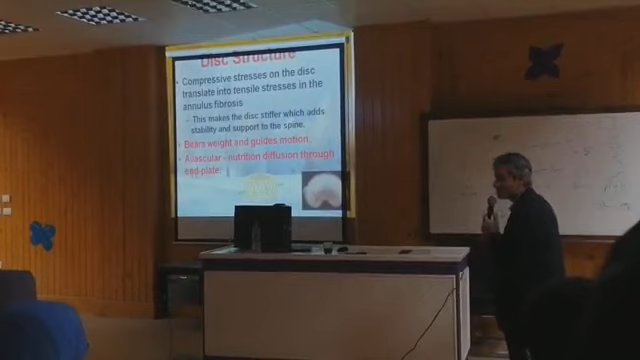 Disc Structure
• Compressive stresses on the disc
translate into tensile stresses in the
annulus fibrosis
– This makes the disc stiffer which adds
stability and support to the spine.
• Bears weight and guides motion.
• Avascular - nutrition diffusion through
end-plate.